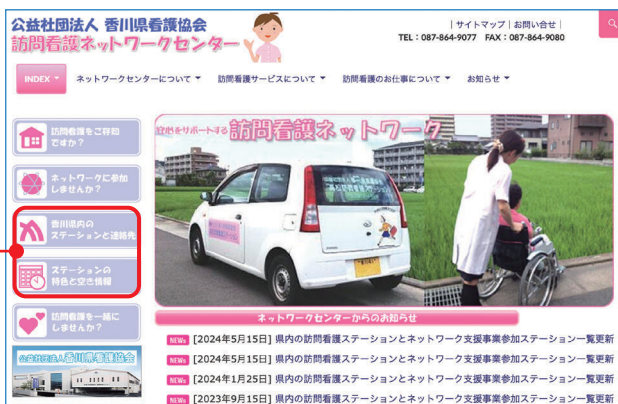 公益社団法人 香川県看護協会
訪問看護ネットワークセンター
| サイトマップ | お問い合せ |
TEL：087-864-9077 FAX：087-864-9080
INDEX ネットワークセンターについて 訪問看護サービスについて 訪問看護のお仕事について お知らせ
訪問看護をご存知
ですか？
ネットワークに参加
しませんか？
香川県内の
ステーションと連絡先
ステーションの
特色と空き情報
訪問看護を一緒に
しませんか？
公益社団法人香川県看護協会
安心をサポートする訪問看護ネットワーク
ネットワークセンターからのお知らせ
NEWs [2024年5月15日] 県内の訪問看護ステーションとネットワーク支援事業参加ステーション一覧更新
NEWs [2024年5月15日] 県内の訪問看護ステーションとネットワーク支援事業参加ステーション一覧更新
NEWs [2024年1月25日] 県内の訪問看護ステーションとネットワーク支援事業参加ステーション一覧更新
NEWs [2023年9月15日] 県内の訪問看護ステーションとネットワーク支援事業参加ステーション一覧更新